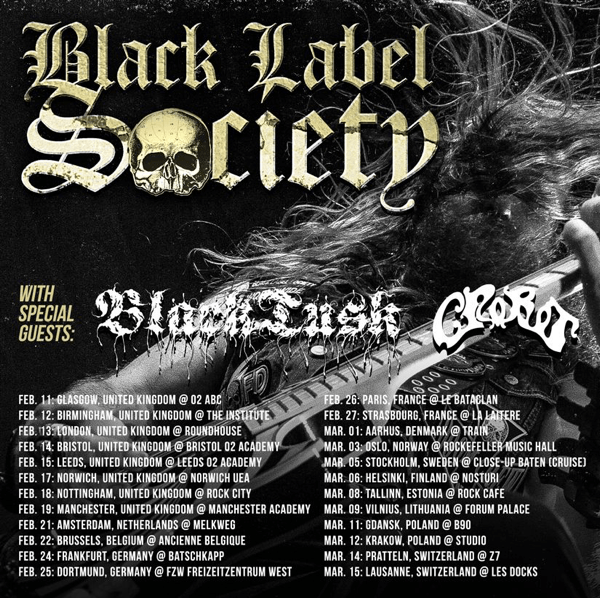 Black Label
Society
WITH
SPECIAL
GUESTS:
Black Tusk
CROBOT
FEB. 11: GLASGOW, UNITED KINGDOM @ 02 ABC
FEB. 12: BIRMINGHAM, UNITED KINGDOM @ THE INSTITUTE
FEB. 13: LONDON, UNITED KINGDOM @ ROUNDHOUSE
FEB. 14: BRISTOL, UNITED KINGDOM @ BRISTOL 02 ACADEMY
FEB. 15: LEEDS, UNITED KINGDOM @ LEEDS 02 ACADEMY
FEB. 17: NORWICH, UNITED KINGDOM @ NORWICH UEA
FEB. 18: NOTTINGHAM, UNITED KINGDOM @ ROCK CITY
FEB. 19: MANCHESTER, UNITED KINGDOM @ MANCHESTER ACADEMY
FEB. 21: AMSTERDAM, NETHERLANDS @ MELKWEG
FEB. 22: BRUSSELS, BELGIUM @ ANCIENNE BELGIQUE
FEB. 24: FRANKFURT, GERMANY @ BATSCHKAPP
FEB. 25: DORTMUND, GERMANY @ FZW FREIZEITZENTRUM WEST
FEB. 26: PARIS, FRANCE @ LE BATACLAN
FEB. 27: STRASBOURG, FRANCE @ LA LAITERE
MAR. 01: AARHUS, DENMARK @ TRAIN
MAR. 03: OSLO, NORWAY @ ROCKEFELLER MUSIC HALL
MAR. 05: STOCKHOLM, SWEDEN @ CLOSE-UP BATEN (CRUISE)
MAR. 06: HELSINKI, FINLAND @ NOSTURI
MAR. 08: TALLINN, ESTONIA @ ROCK CAFE
MAR. 09: VILNIUS, LITHUANIA @ FORUM PALACE
MAR. 11: GDANSK, POLAND @ B90
MAR. 12: KRAKOW, POLAND @ STUDIO
MAR. 14: PRATTELN, SWITZERLAND @ Z7
MAR. 15: LAUSANNE, SWITZERLAND @ LES DOCKS